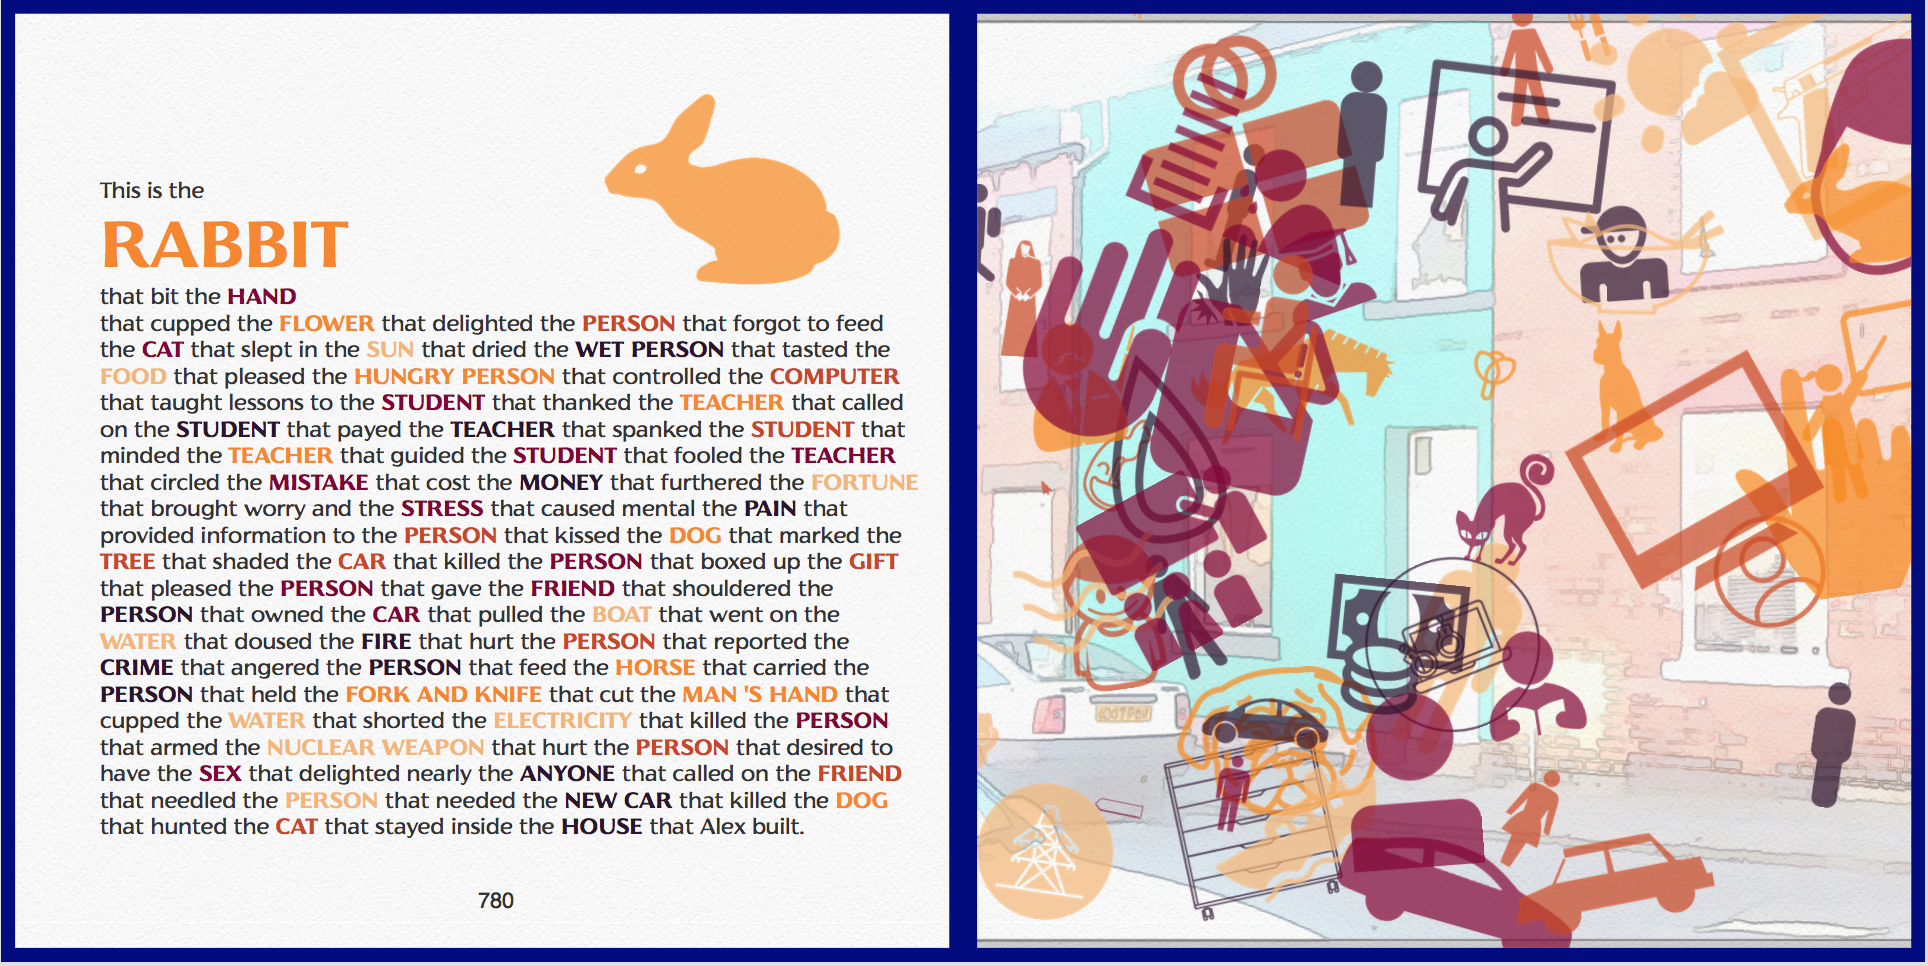 This is the
RABBIT
that bit the HAND
that cupped the FLOWER that delighted the PERSON that forgot to feed
the CAT that slept in the SUN that dried the WET PERSON that tasted the
FOOD that pleased the HUNGRY PERSON that controlled the COMPUTER
that taught lessons to the STUDENT that thanked the TEACHER that called
on the STUDENT that payed the TEACHER that spanked the STUDENT that
minded the TEACHER that guided the STUDENT that fooled the TEACHER
that circled the MISTAKE that cost the MONEY that furthered the FORTUNE
that brought worry and the STRESS that caused mental the PAIN that
provided information to the PERSON that kissed the DOG that marked the
TREE that shaded the CAR that killed the PERSON that boxed up the GIFT
that pleased the PERSON that gave the FRIEND that shouldered the
PERSON that owned the CAR that pulled the BOAT that went on the
WATER that doused the FIRE that hurt the PERSON that reported the
CRIME that angered the PERSON that feed the HORSE that carried the
PERSON that held the FORK AND KNIFE that cut the MAN 'S HAND that
cupped the WATER that shorted the ELECTRICITY that killed the PERSON
that armed the NUCLEAR WEAPON that hurt the PERSON that desired to
have the SEX that delighted nearly the ANYONE that called on the FRIEND
that needled the PERSON that needed the NEW CAR that killed the DOG
that hunted the CAT that stayed inside the HOUSE that Alex built.
780